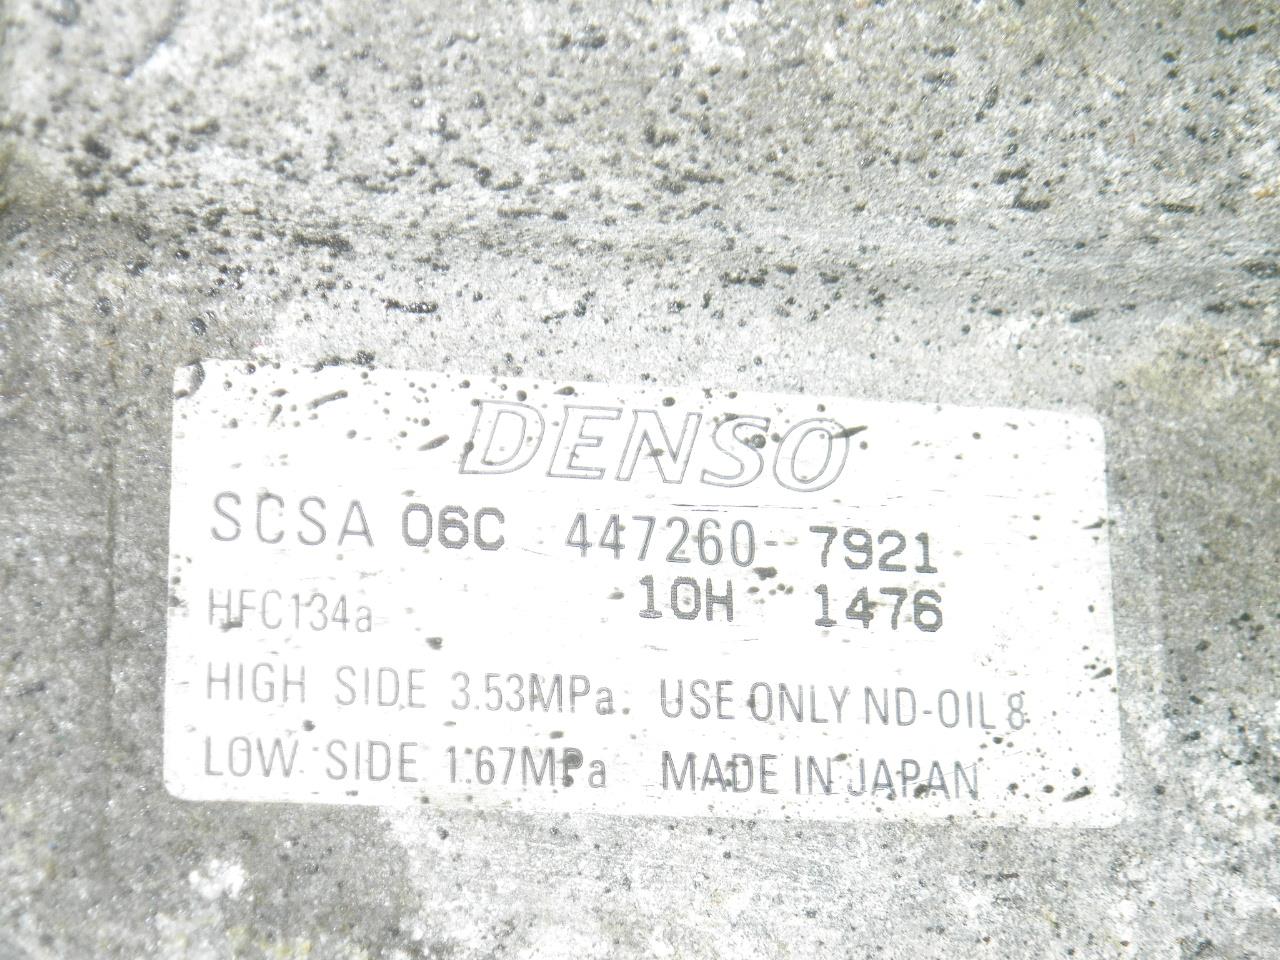 DENSO
SCSA 06C 447260-7921
HFC134a 10H 1476
HIGH SIDE 3.53MPa USE ONLY ND-OIL 8
LOW SIDE 1.67MPa MADE IN JAPAN